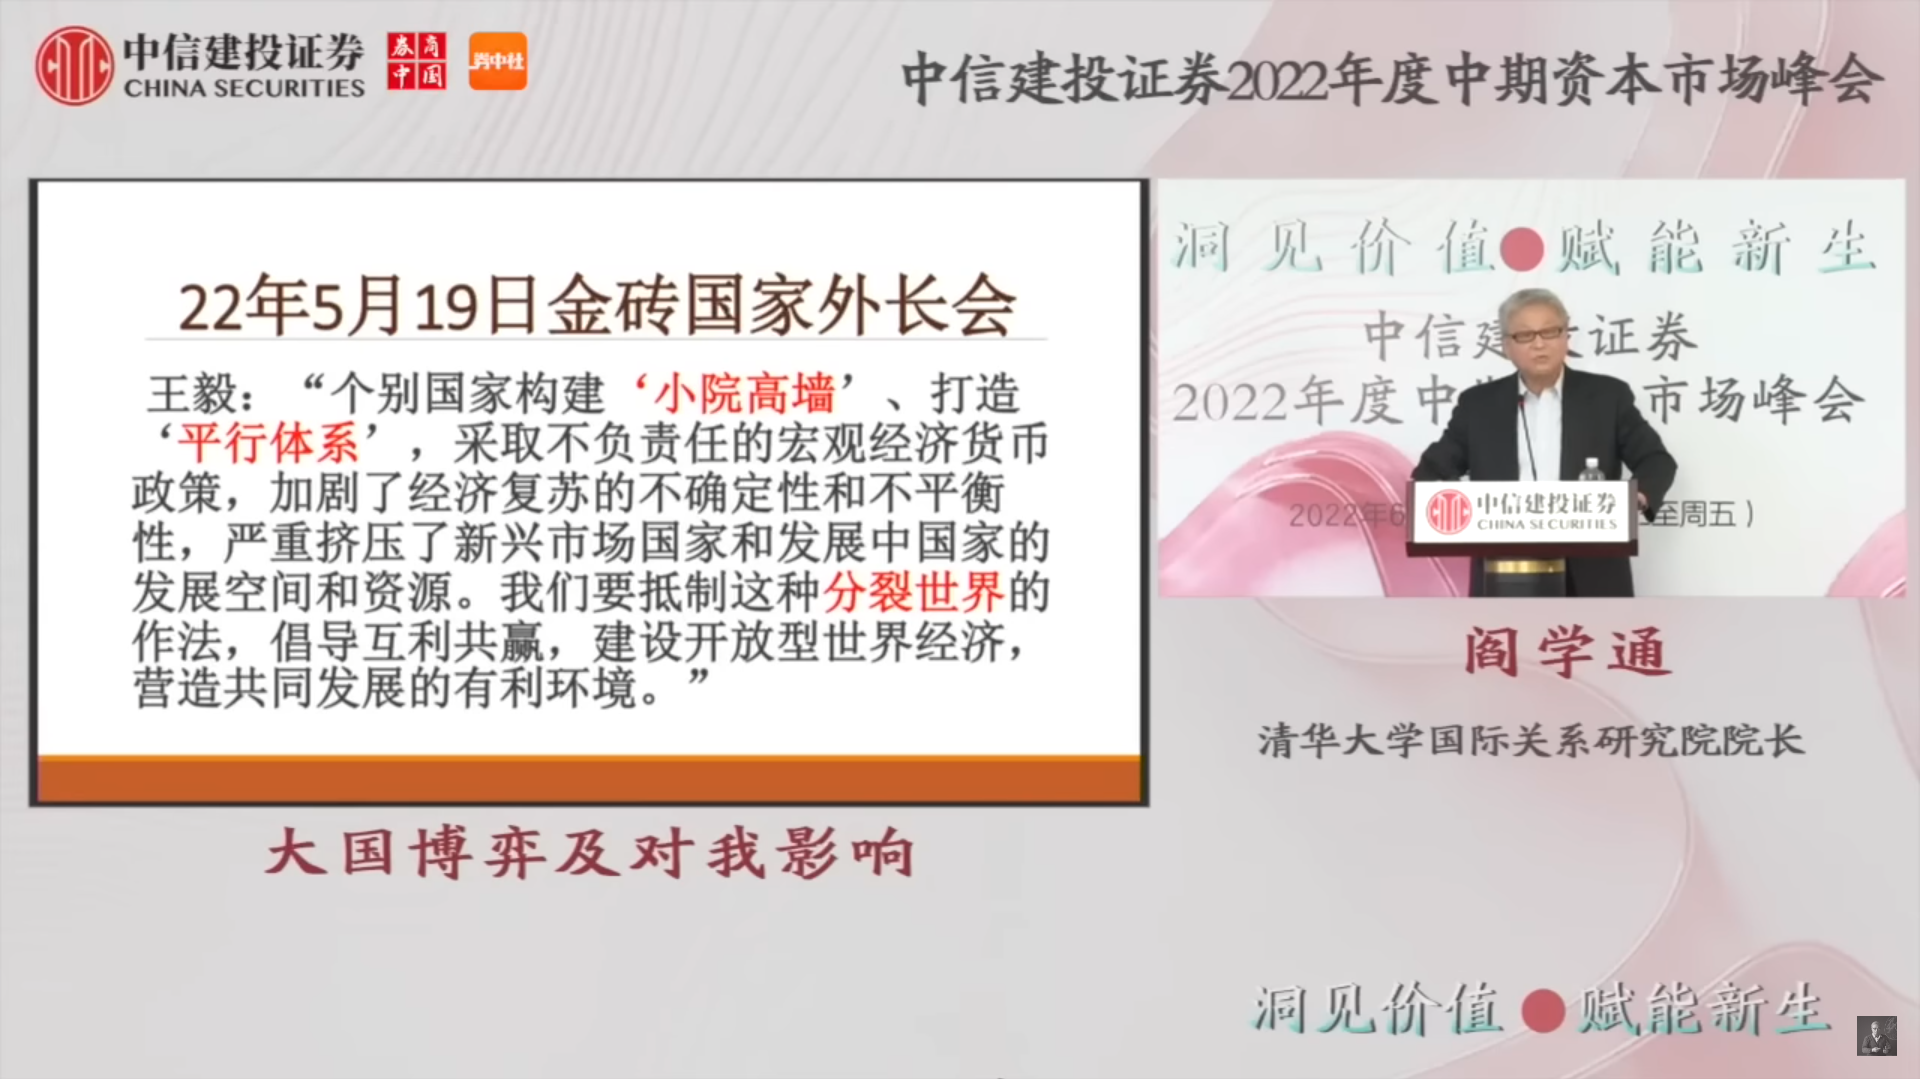 中信建投证券
CHINA SECURITIES
券商
中国
券中社
中信建投证券2022年度中期资本市场峰会
22年5月19日金砖国家外长会
王毅：“个别国家构建‘小院高墙’、打造
‘平行体系’，采取不负责任的宏观经济货币
政策，加剧了经济复苏的不确定性和不平衡
性，严重挤压了新兴市场国家和发展中国家的
发展空间和资源。我们要抵制这种分裂世界的
作法，倡导互利共赢，建设开放型世界经济，
营造共同发展的有利环境。”
大国博弈及对我影响
洞见价值●赋能新生
中信建投证券
2022年度中期 市场峰会
2022年6 至周五）
中信建投证券
CHINA SECURITIES
阎学通
清华大学国际关系研究院院长
洞见价值●赋能新生